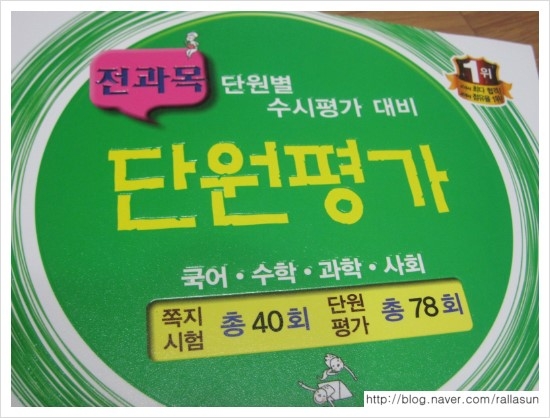 전과목
단원별
수시평가 대비
1위
단원평가
국어・수학・과학・사회
쪽지
시험
총 40회
단원
평가
총 78회
http://blog.naver.com/rallasun